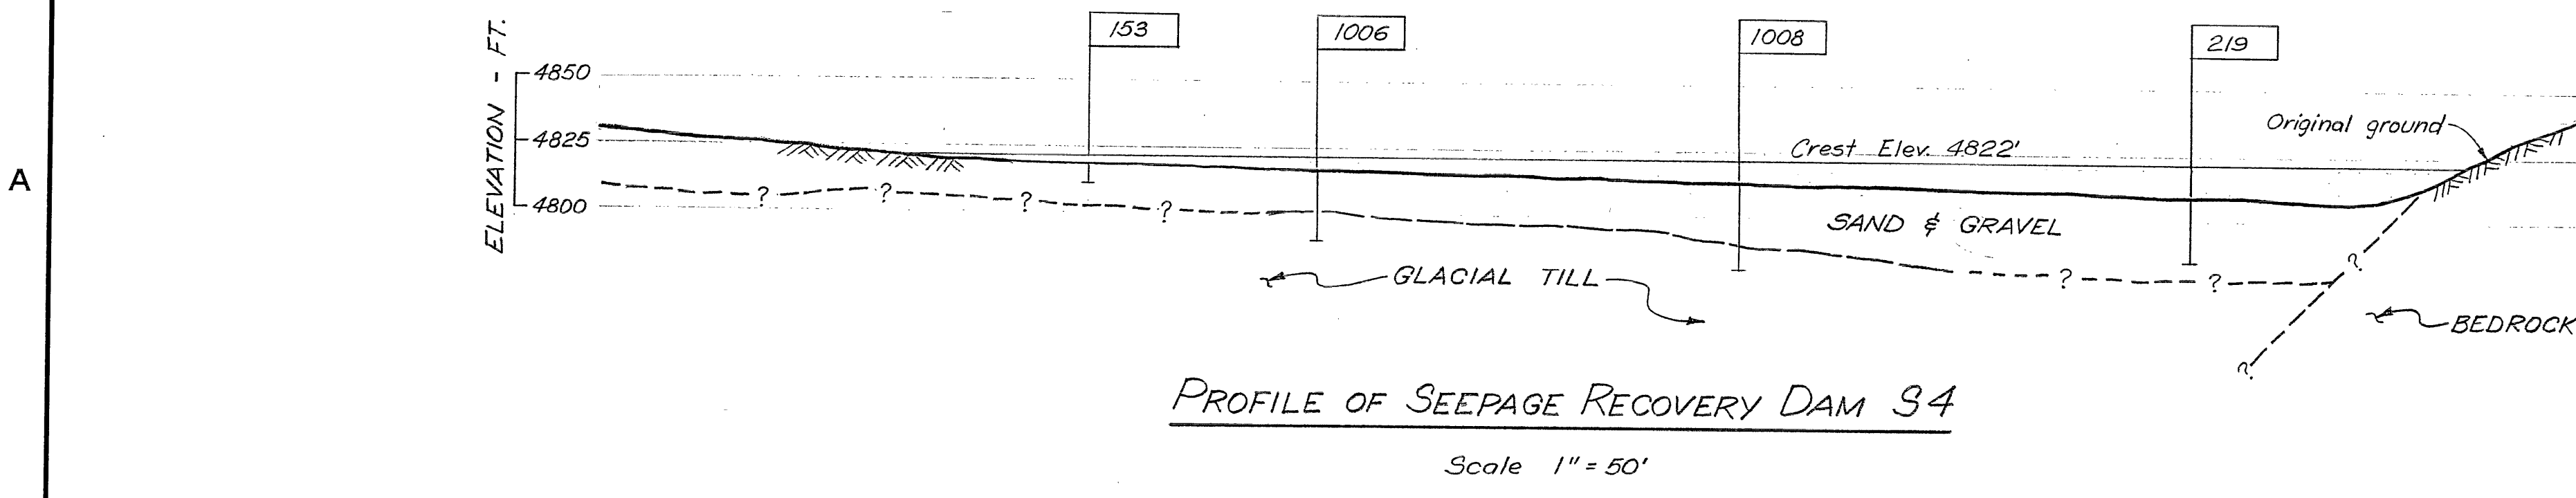 ELEVATION - FT.
153
1006
1008
219
4850
4825
4800
Original ground
Crest Elev. 4822'
A
? ? ? ?
SAND & GRAVEL
GLACIAL TILL
? ?
?
BEDROCK
?
PROFILE OF SEEPAGE RECOVERY DAM S4
Scale 1" = 50'